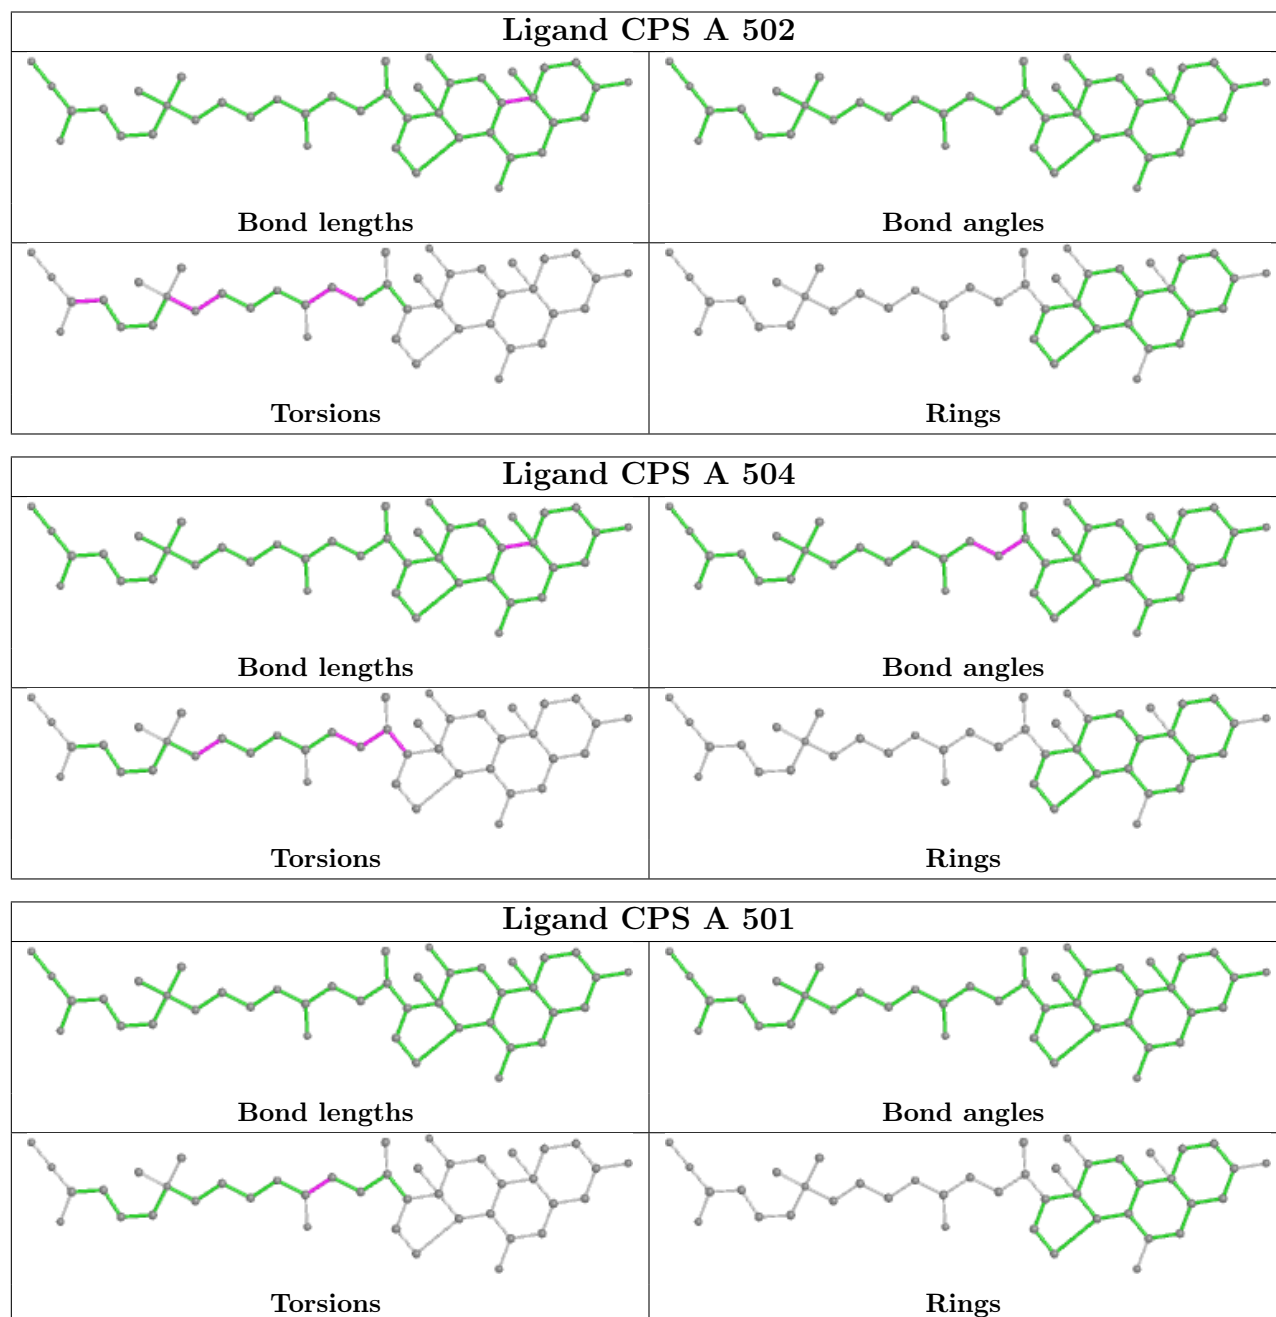 Ligand CPS A 502
Bond lengths
Bond angles
Torsions
Rings
Ligand CPS A 504
Bond lengths
Bond angles
Torsions
Rings
Ligand CPS A 501
Bond lengths
Bond angles
Torsions
Rings